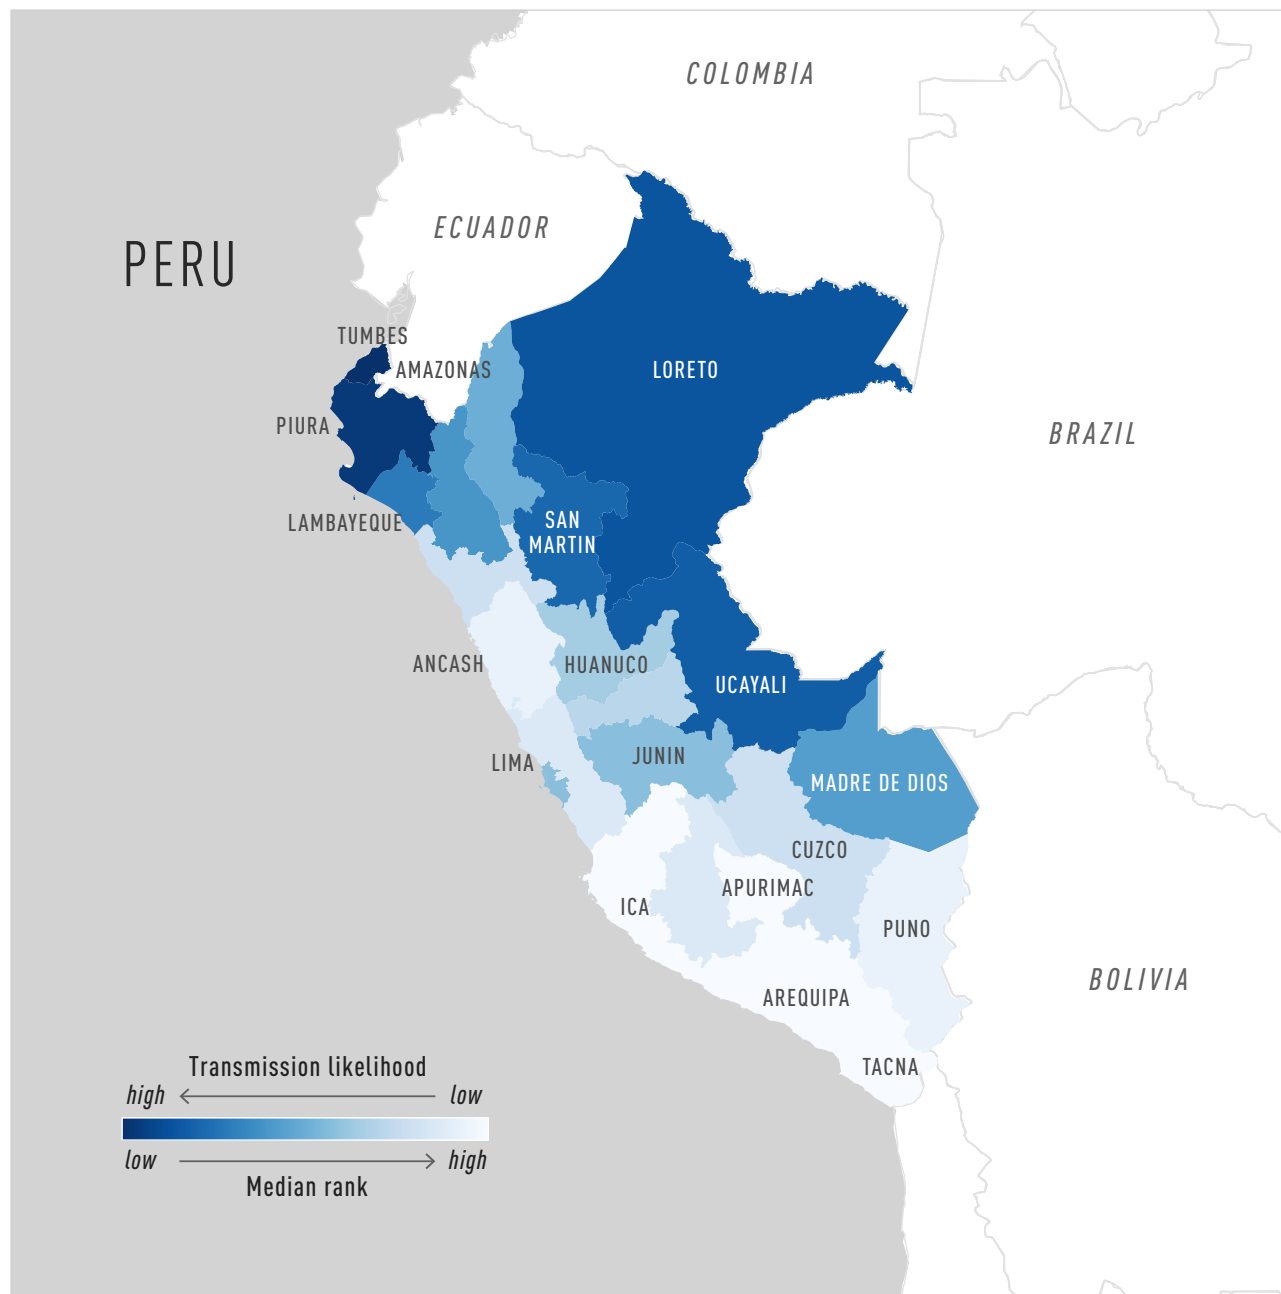 COLOMBIA
ECUADOR
PERU
TUMBES
AMAZONAS
LORETO
PIURA
BRAZIL
LAMBAYEQUE
SAN
MARTIN
ANCASH
HUANUCO
UCAYALI
LIMA
JUNIN
MADRE DE DIOS
CUZCO
APURIMAC
ICA
PUNO
BOLIVIA
AREQUIPA
TACNA
Transmission likelihood
high low
low high
Median rank